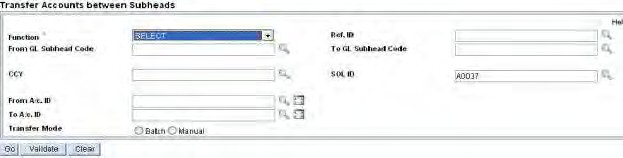 Transfer Accounts between Subheads
Hel
Function * SELECT Ref. ID
From GL Subhead Code To GL Subhead Code
CCY SOL ID A0037
From A/c. ID
To A/c. ID
Transfer Mode Batch Manual
Go Validate Clear